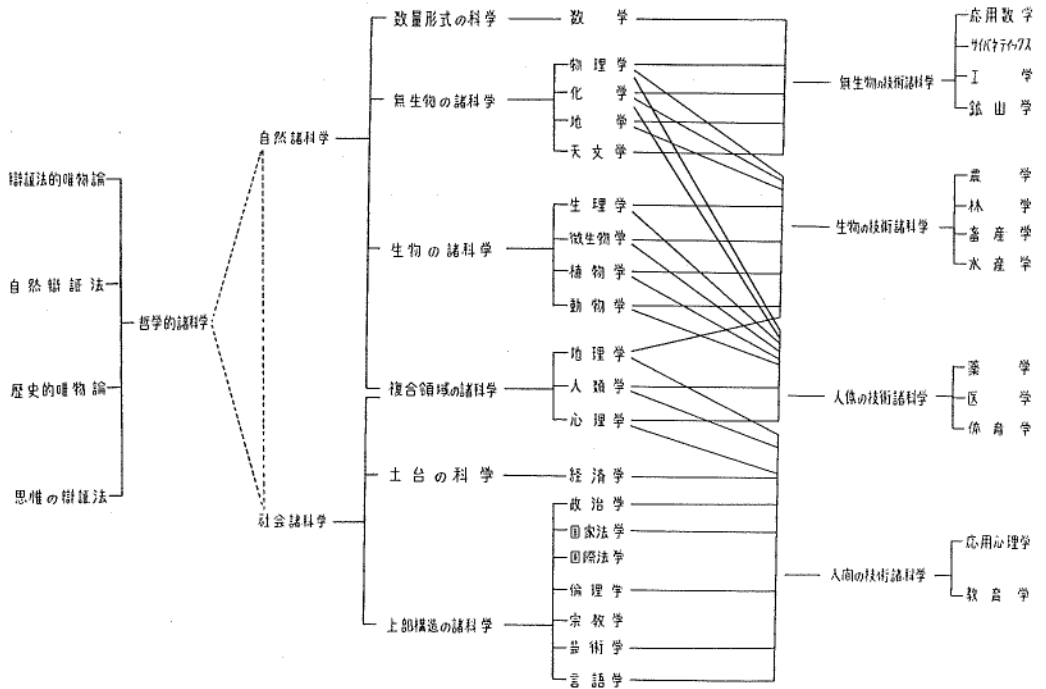 弁証法的唯物論
自然弁証法
歴史的唯物論
思惟の弁証法
哲学的諸科学
自然諸科学
社会諸科学
数量形式の科学
無生物の諸科学
生物の諸科学
複合領域の諸科学
土台の科学
上部構造の諸科学
数学
物理学
化学
地学
天文学
生理学
微生物学
植物学
動物学
地理学
人類学
心理学
経済学
政治学
国家法学
国際法学
倫理学
宗教学
芸術学
言語学
無生物の技術諸科学
生物の技術諸科学
人体の技術諸科学
人間の技術諸科学
応用数学
サイバネティックス
工学
鉱山学
農学
林学
畜産学
水産学
薬学
医学
体育学
応用心理学
教育学